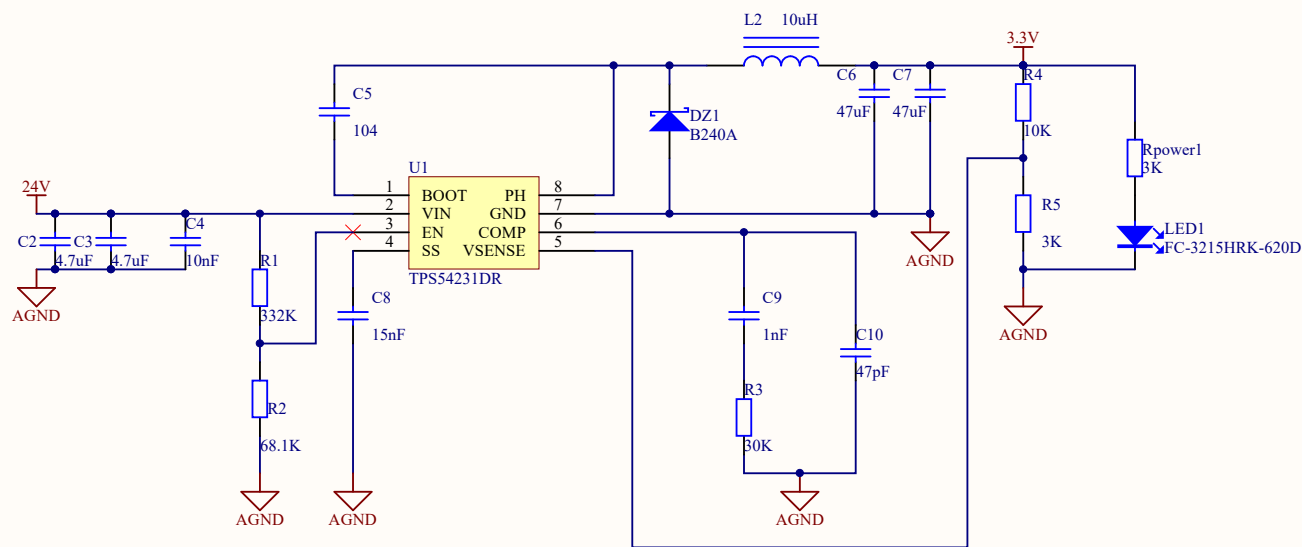 L2 10uH
3.3V
C5
104
C6
47uF
C7
47uF
R4
10K
DZ1
B240A
Rpower1
3K
U1
24V
1 BOOT PH 8
2 VIN GND 7
3 EN COMP 6
4 SS VSENSE 5
TPS54231DR
C2
4.7uF
C3
4.7uF
C4
10nF
R5
3K
LED1
FC-3215HRK-620D
AGND
R1
332K
AGND
C8
15nF
C9
1nF
C10
47pF
AGND
R2
68.1K
R3
30K
AGND
AGND
AGND